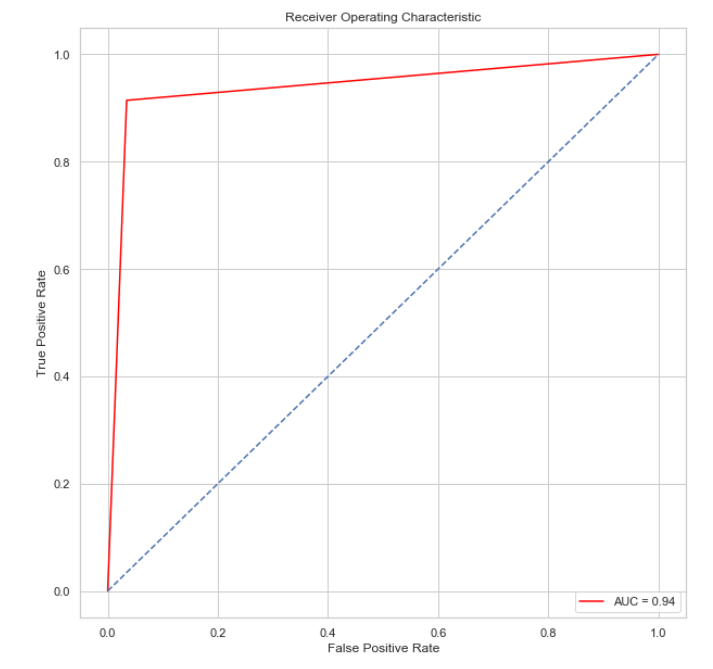 Receiver Operating Characteristic
1.0
0.8
0.6
0.4
0.2
0.0
True Positive Rate
AUC = 0.94
0.0 0.2 0.4 0.6 0.8 1.0
False Positive Rate